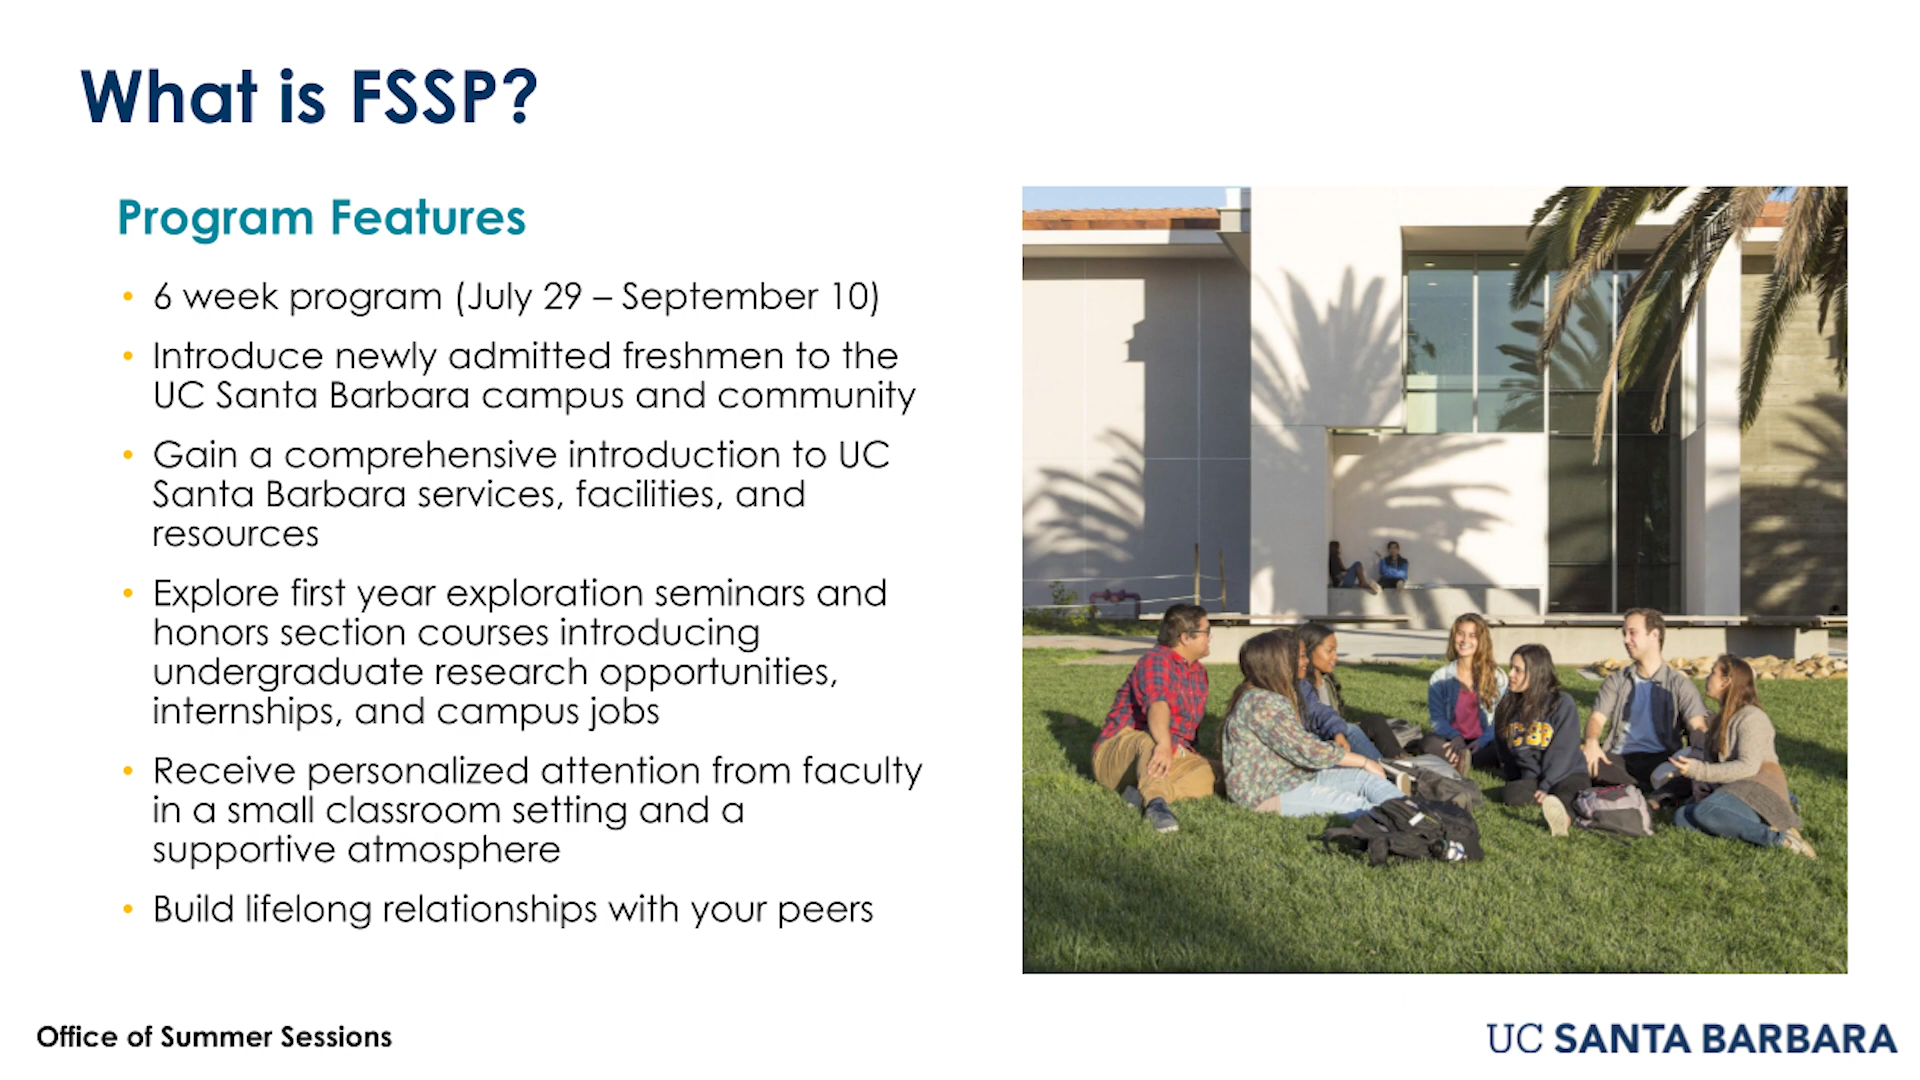 What is FSSP?
Program Features
• 6 week program (July 29 – September 10)
• Introduce newly admitted freshmen to the
UC Santa Barbara campus and community
• Gain a comprehensive introduction to UC
Santa Barbara services, facilities, and
resources
• Explore first year exploration seminars and
honors section courses introducing
undergraduate research opportunities,
internships, and campus jobs
• Receive personalized attention from faculty
in a small classroom setting and a
supportive atmosphere
• Build lifelong relationships with your peers
UCSB
Office of Summer Sessions
UC SANTA BARBARA